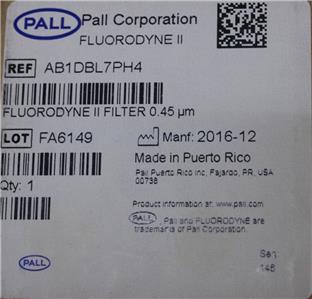 PALL
Pall Corporation
FLUORODYNE II
REF AB1DBL7PH4
FLUORODYNE II FILTER 0.45 µm
LOT FA6149
Manf: 2016-12
Made in Puerto Rico
Pall Puerto Rico Inc, Fajardo, PR, USA
00738
Qty: 1
Product information at: www.pall.com
PALL, Pall and FLUORODYNE are
trademarks of Pall Corporation.
Ser:
146
PALL